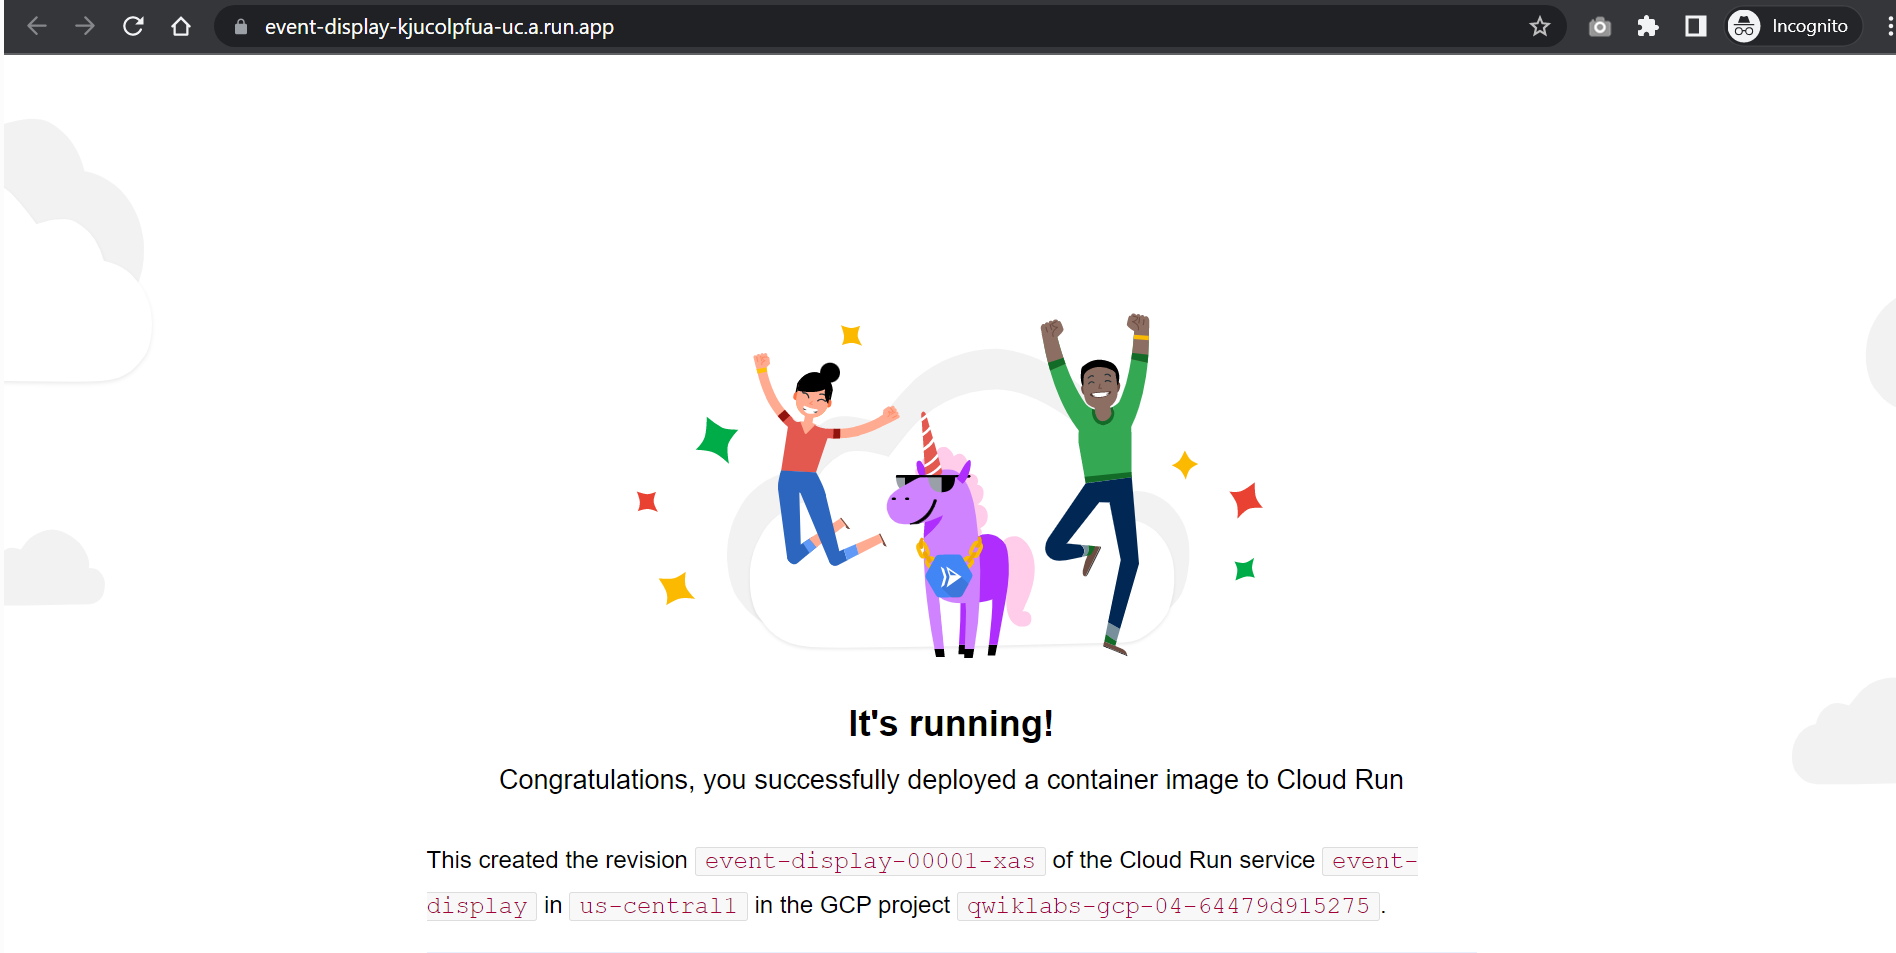 event-display-kjucolpfua-uc.a.run.app
Incognito
It's running!
Congratulations, you successfully deployed a container image to Cloud Run
This created the revision event-display-00001-xas of the Cloud Run service event-
display in us-central1 in the GCP project qwiklabs-gcp-04-64479d915275.